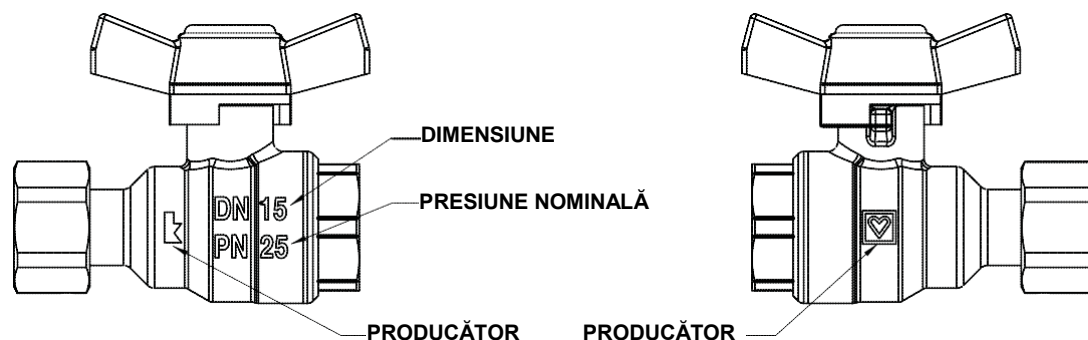 DIMENSIUNE
DN 15
PRESIUNE NOMINALĂ
PN 25
PRODUCĂTOR
PRODUCĂTOR